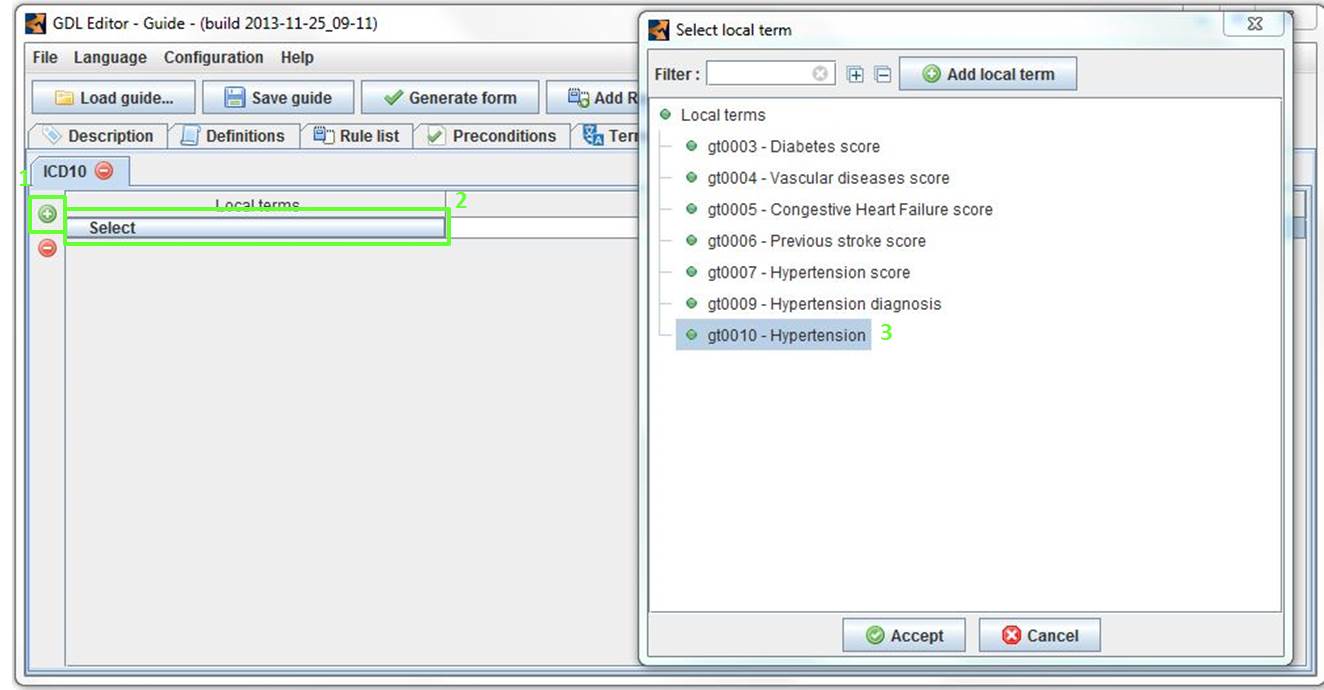 GDL Editor - Guide - (build 2013-11-25_09-11)
File Language Configuration Help
Load guide... Save guide Generate form Add R
Description Definitions Rule list Preconditions Terr
ICD10
1
Local terms
2
Select
Select local term
Filter : Add local term
Local terms
gt0003 - Diabetes score
gt0004 - Vascular diseases score
gt0005 - Congestive Heart Failure score
gt0006 - Previous stroke score
gt0007 - Hypertension score
gt0009 - Hypertension diagnosis
gt0010 - Hypertension 3
Accept Cancel